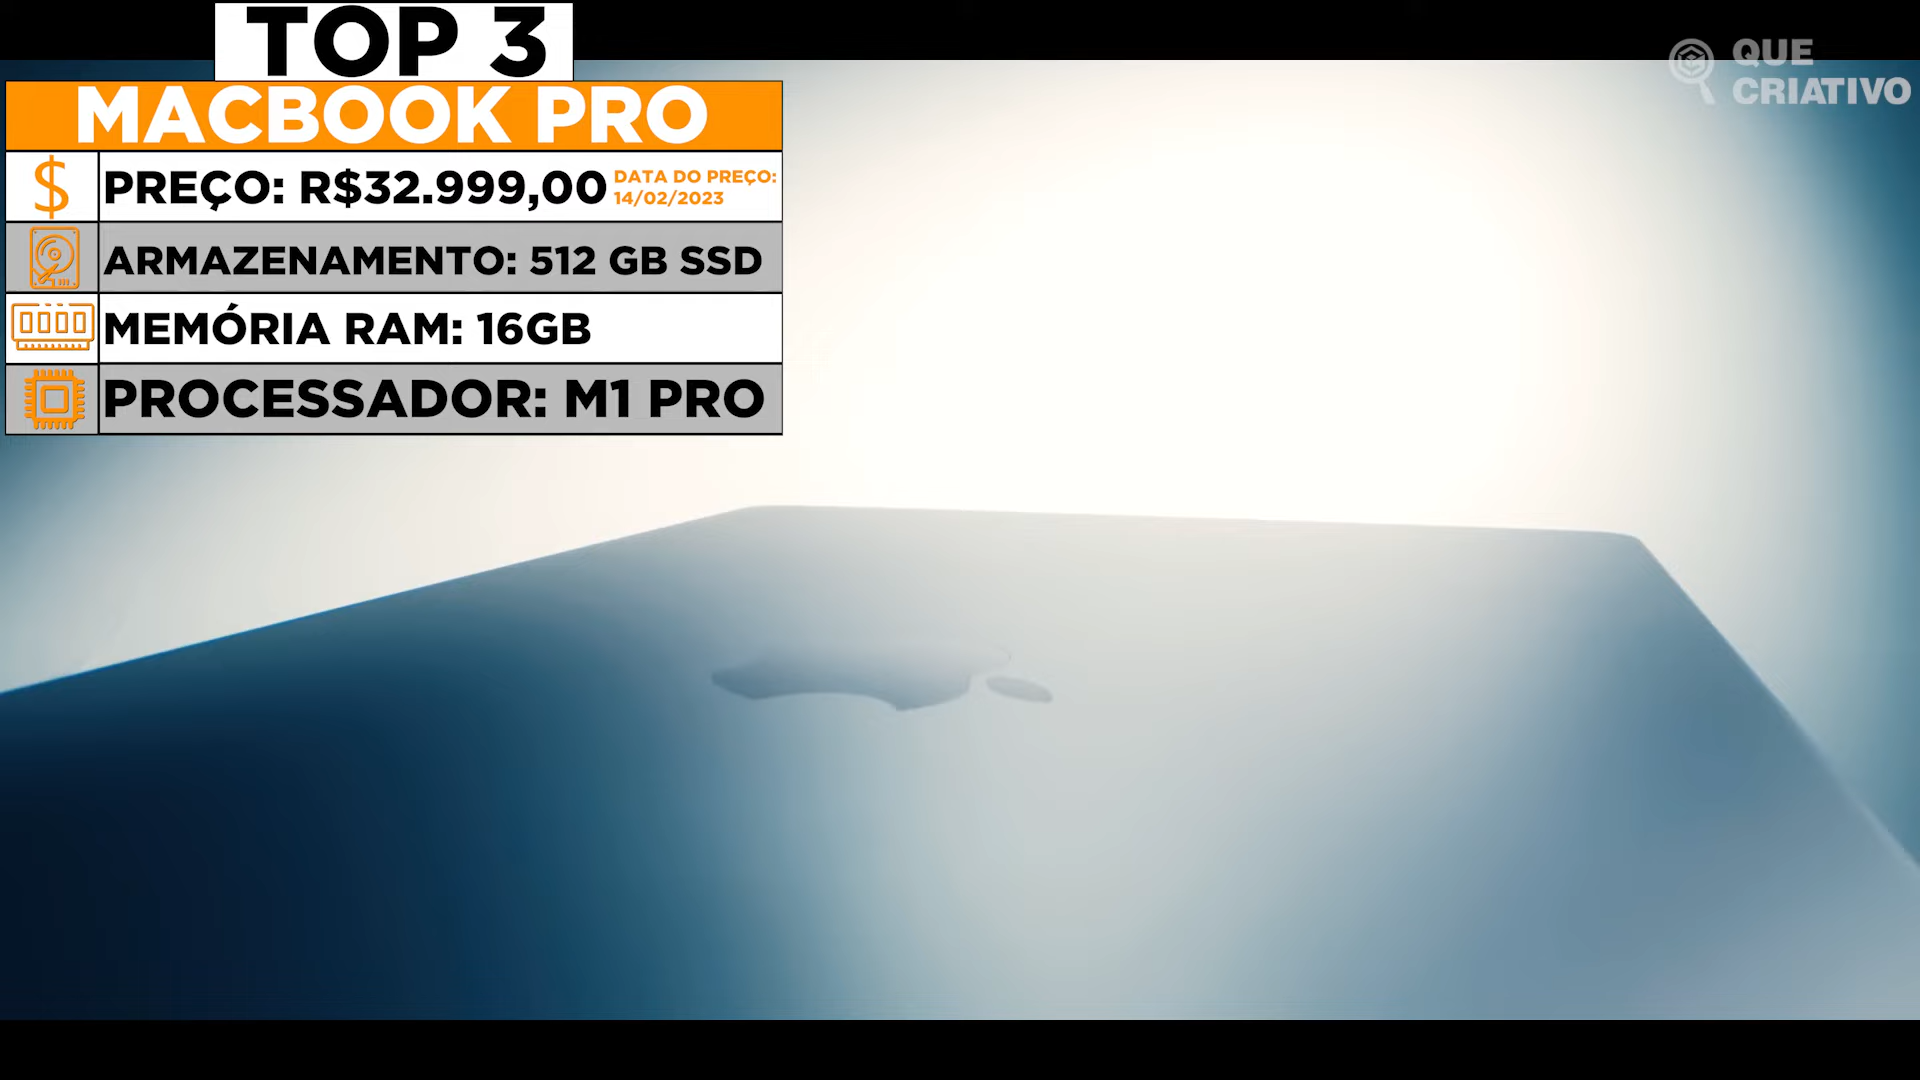 TOP 3
MACBOOK PRO
PREÇO: R$32.999,00
DATA DO PREÇO:
14/02/2023
ARMAZENAMENTO: 512 GB SSD
MEMÓRIA RAM: 16GB
PROCESSADOR: M1 PRO
QUE
CRIATIVO